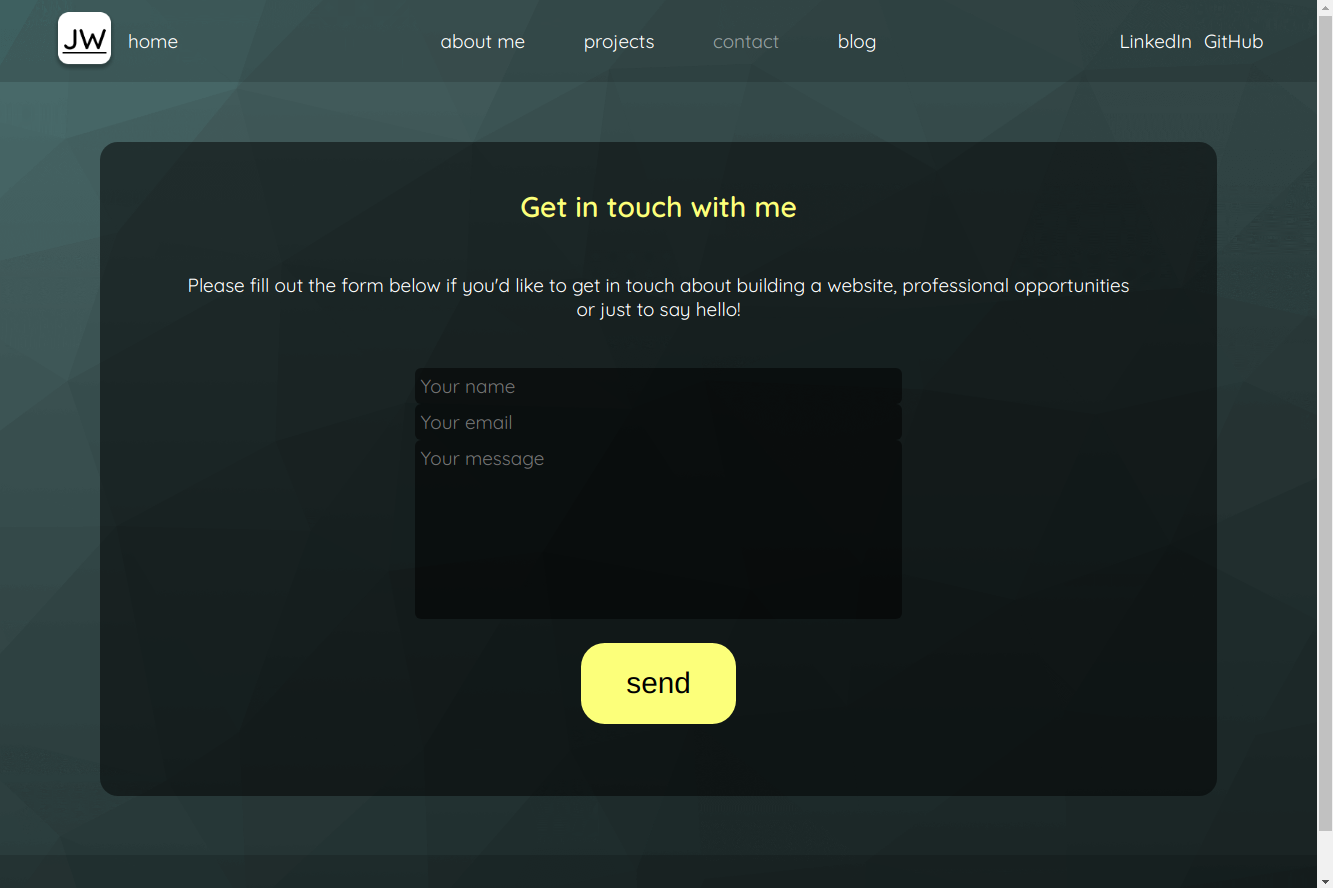 JW home about me projects contact blog LinkedIn GitHub
Get in touch with me
Please fill out the form below if you'd like to get in touch about building a website, professional opportunities
or just to say hello!
Your name
Your email
Your message
send